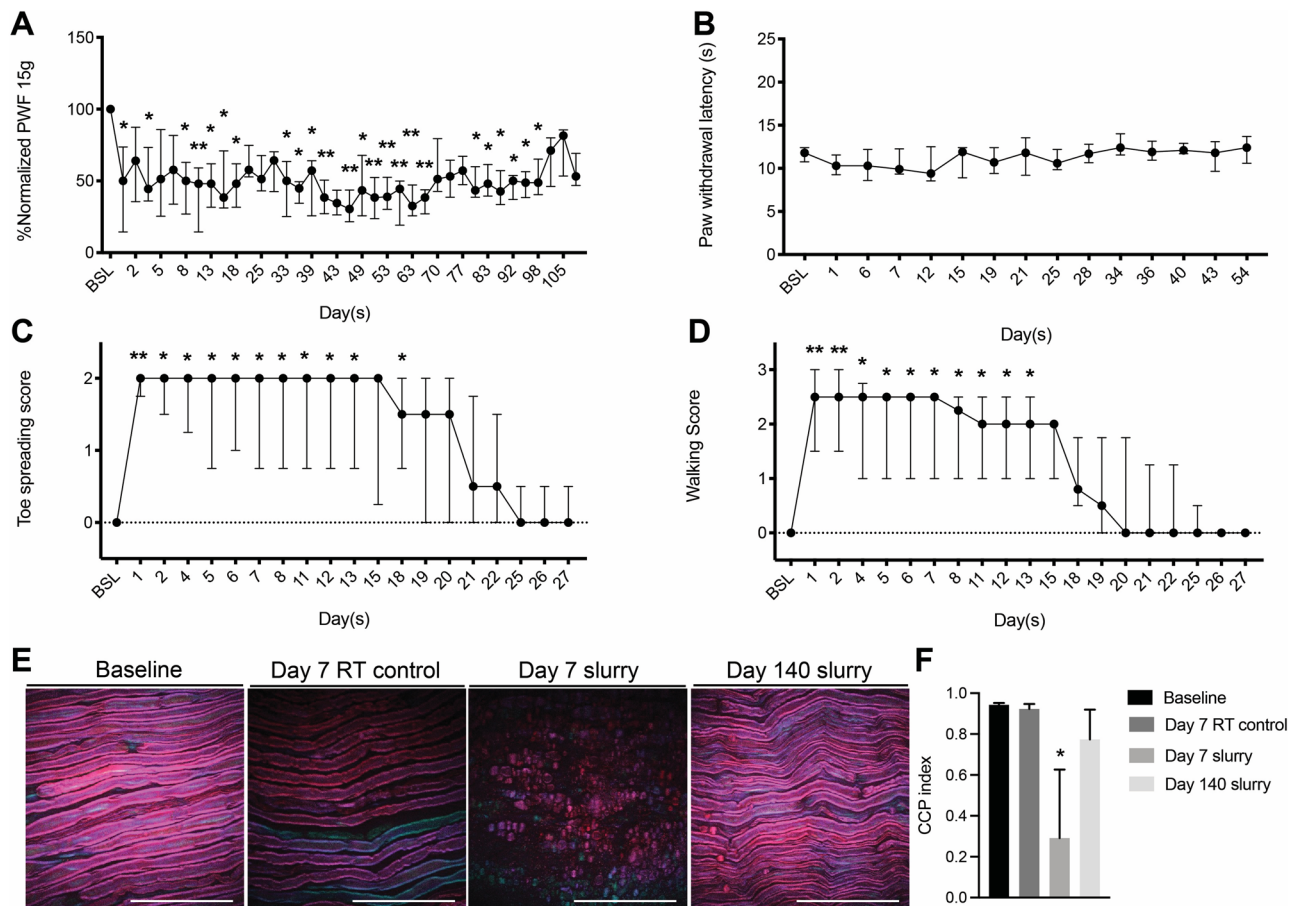 A
%Normalized PWF 15g
150
100
50
0
* * * ** * * * * * * ** ** * ** ** ** ** ** * * * * * *
BSL 2 5 8 13 18 25 33 39 43 49 53 63 70 77 83 92 98 105
Day(s)
B
Paw withdrawal latency (s)
25
20
15
10
5
0
BSL 1 6 7 12 15 19 21 25 28 34 36 40 43 54
Day(s)
C
Toe spreading score
** * * * * * * * * * *
2
1
0
BSL 1 2 4 5 6 7 8 11 12 13 15 18 19 20 21 22 25 26 27
Day(s)
D
Walking Score
** ** * * * * * * * *
3
2
1
0
BSL 1 2 4 5 6 7 8 11 12 13 15 18 19 20 21 22 25 26 27
Day(s)
E
Baseline
Day 7 RT control
Day 7 slurry
Day 140 slurry
F
CCP index
1.0
0.8
0.6
0.4
0.2
0.0
*
Baseline
Day 7 RT control
Day 7 slurry
Day 140 slurry